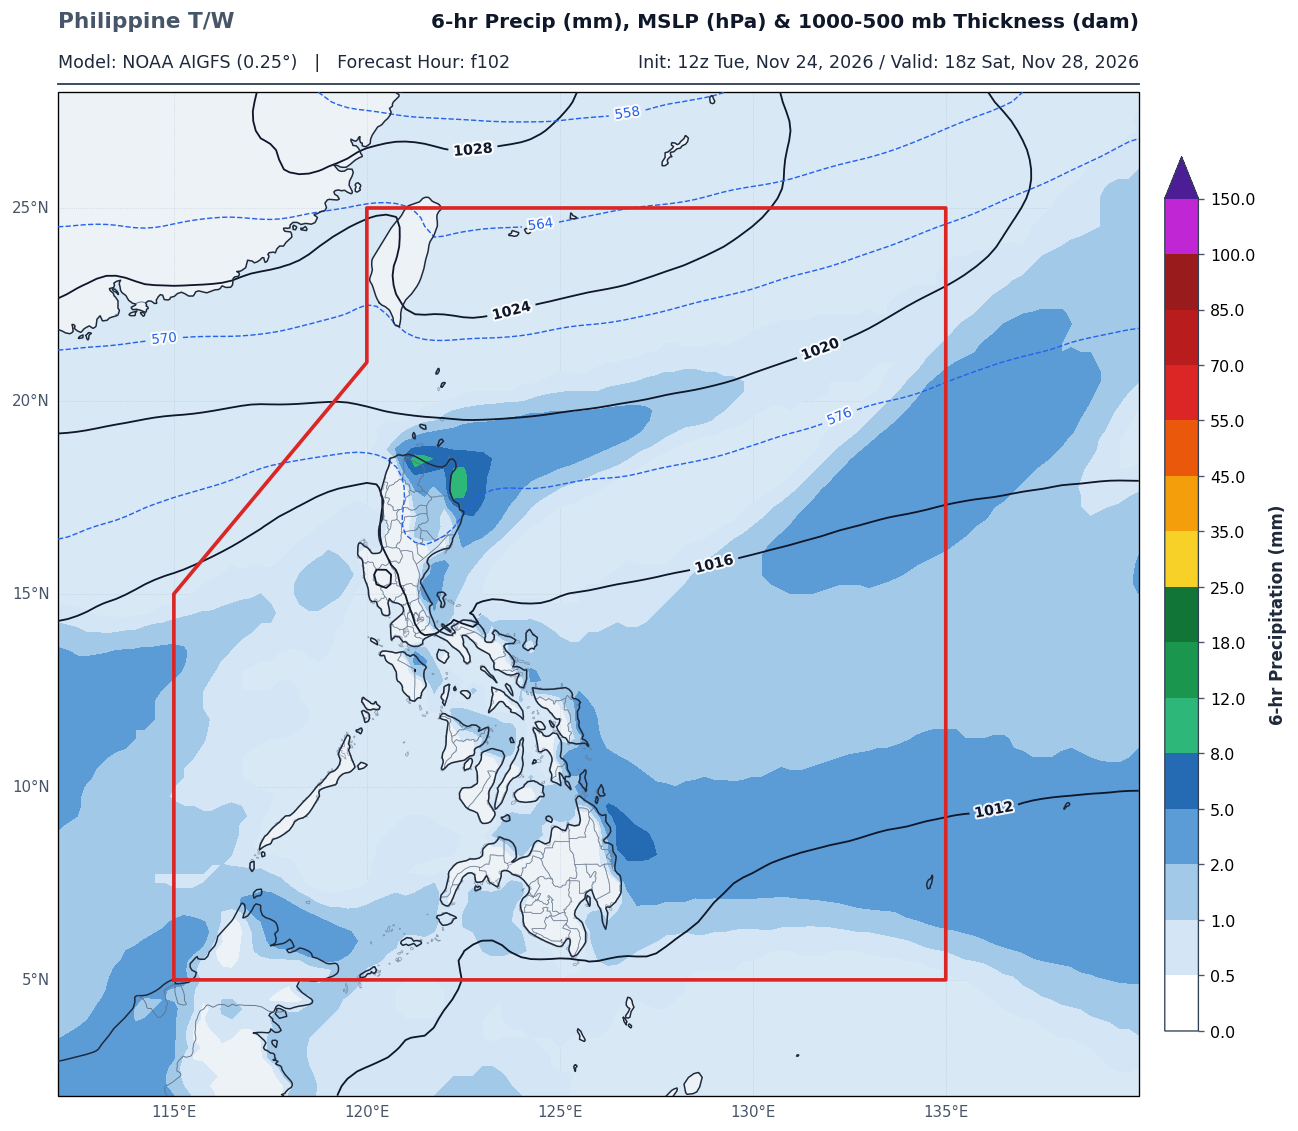 Philippine T/W
6-hr Precip (mm), MSLP (hPa) & 1000-500 mb Thickness (dam)
Model: NOAA AIGFS (0.25°)   |   Forecast Hour: f102
Init: 12z Tue, Nov 24, 2026 / Valid: 18z Sat, Nov 28, 2026
558
1028
25°N
564
1024
570
1020
20°N
576
1016
15°N
10°N
1012
5°N
115°E
120°E
125°E
130°E
135°E
150.0
100.0
85.0
70.0
55.0
45.0
35.0
25.0
18.0
12.0
8.0
5.0
2.0
1.0
0.5
0.0
6-hr Precipitation (mm)